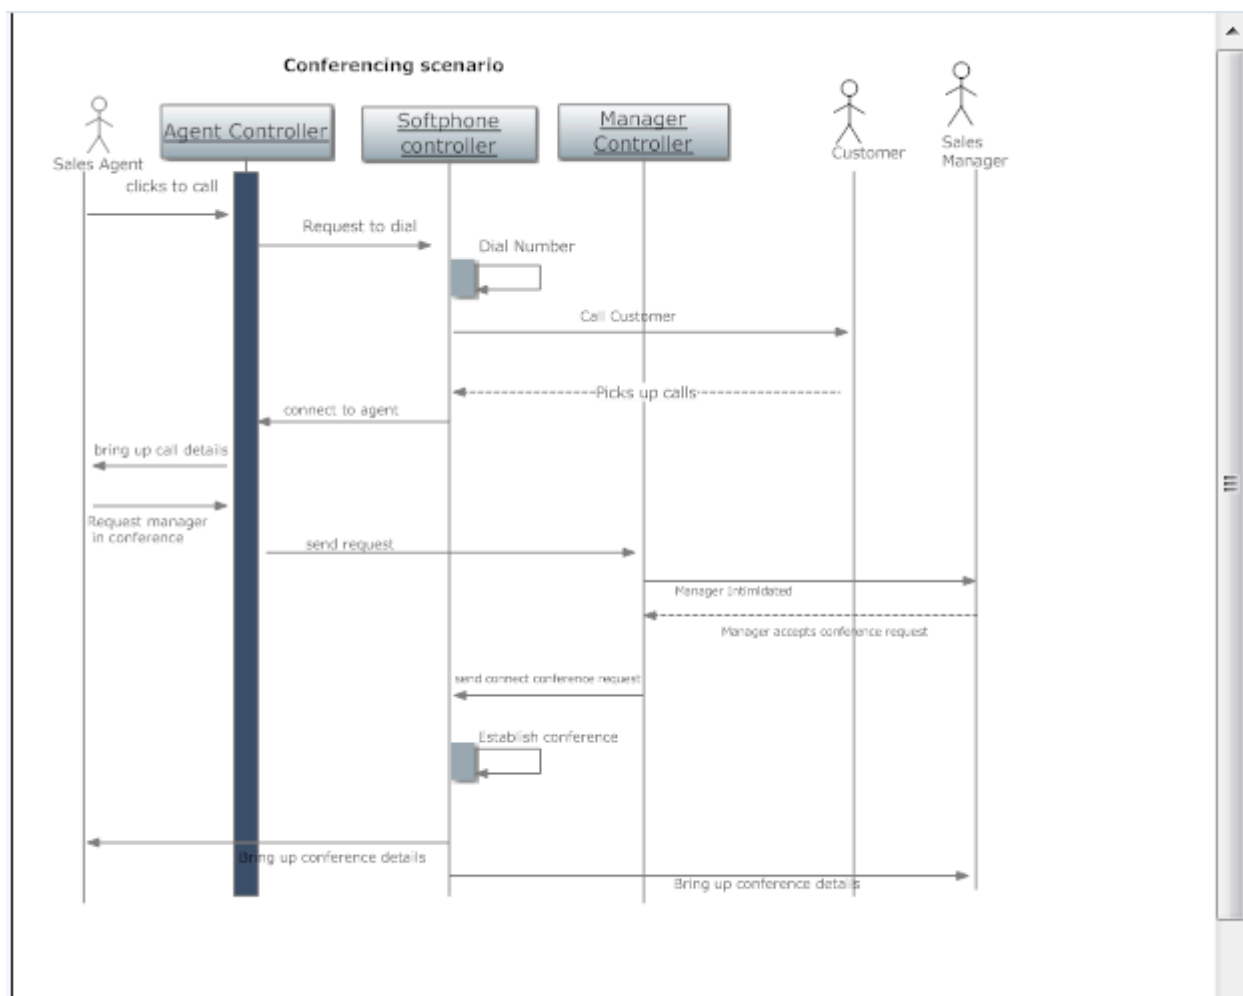 Conferencing scenario
Sales Agent
Agent Controller
Softphone
controller
Manager
Controller
Customer
Sales
Manager
clicks to call
Request to dial
Dial Number
Call Customer
Picks up calls
connect to agent
bring up call details
Request manager
in conference
send request
Manager Intimidated
Manager accepts conference request
send connect conference request
Establish conference
Bring up conference details
Bring up conference details